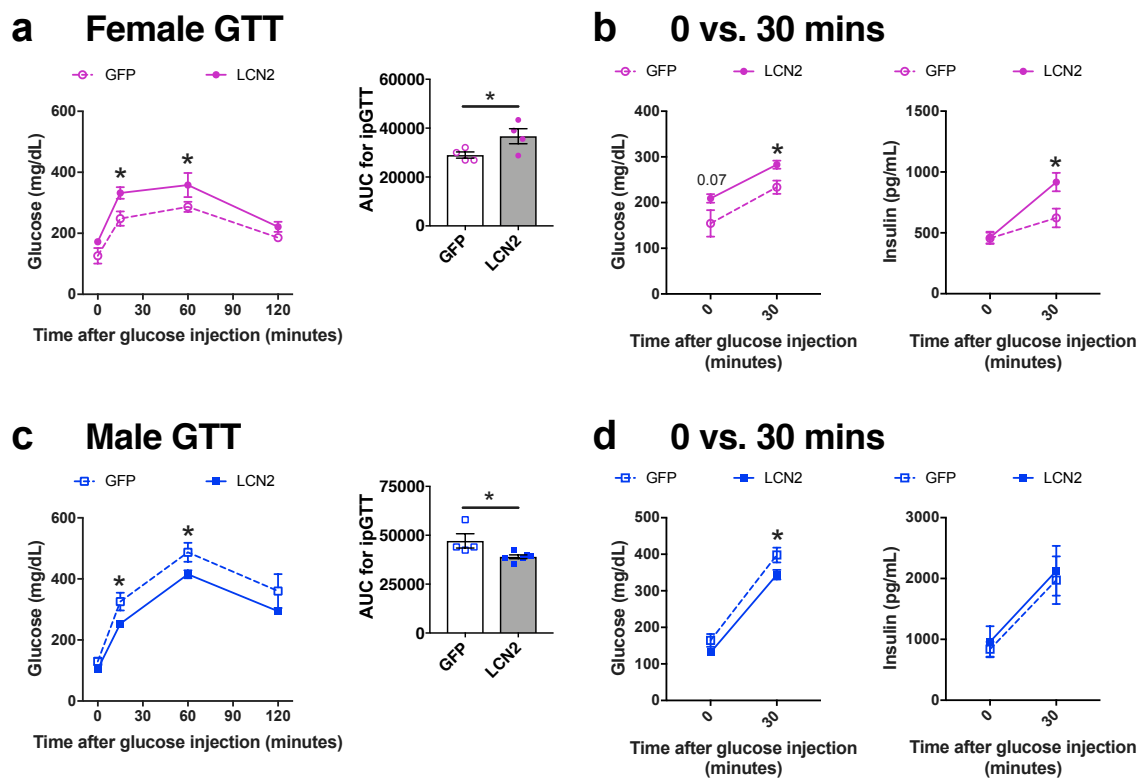 a Female GTT
GFP LCN2
Glucose (mg/dL)
600
400
200
0
* *
0 30 60 90 120
Time after glucose injection (minutes)
AUC for ipGTT
60000
40000
20000
0
*
GFP LCN2
b 0 vs. 30 mins
GFP LCN2
Glucose (mg/dL)
400
300
200
100
0
0.07
*
0 30
Time after glucose injection
(minutes)
GFP LCN2
Insulin (pg/mL)
1500
1000
500
0
*
0 30
Time after glucose injection
(minutes)
c Male GTT
GFP LCN2
Glucose (mg/dL)
600
400
200
0
* *
0 30 60 90 120
Time after glucose injection (minutes)
AUC for ipGTT
75000
50000
25000
0
*
GFP LCN2
d 0 vs. 30 mins
GFP LCN2
Glucose (mg/dL)
500
400
300
200
100
0
*
0 30
Time after glucose injection
(minutes)
GFP LCN2
Insulin (pg/mL)
3000
2000
1000
0
0 30
Time after glucose injection
(minutes)